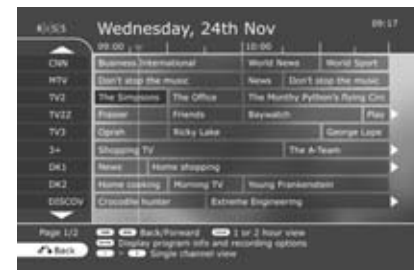 Wednesday, 24th Nov 09:17
09:00 10:00
CNN Business International World News World Sport
MTV Don't stop the music News Don't stop the music
TV2 The Simpsons The Office The Monthy Python's flying Circ
TV22 Frasier Friends Baywatch Play
TV3 Oprah Ricky Lake George Lope
3+ Shopping TV The A-Team
DK1 News Home shopping
DK2 Home cooking Morning TV Young Frankenstein
DISCOV Crocodile hunter Extreme Engineering
Page 1/2 Back/Forward 1 or 2 hour view
Display program info and recording options
Back Single channel view